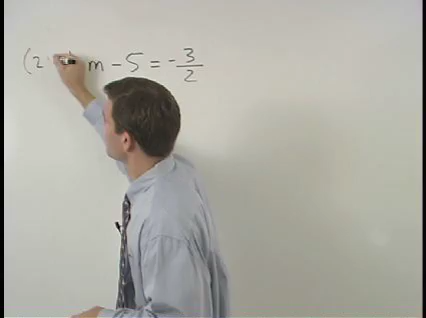 (2 m - 5 = - 3/2